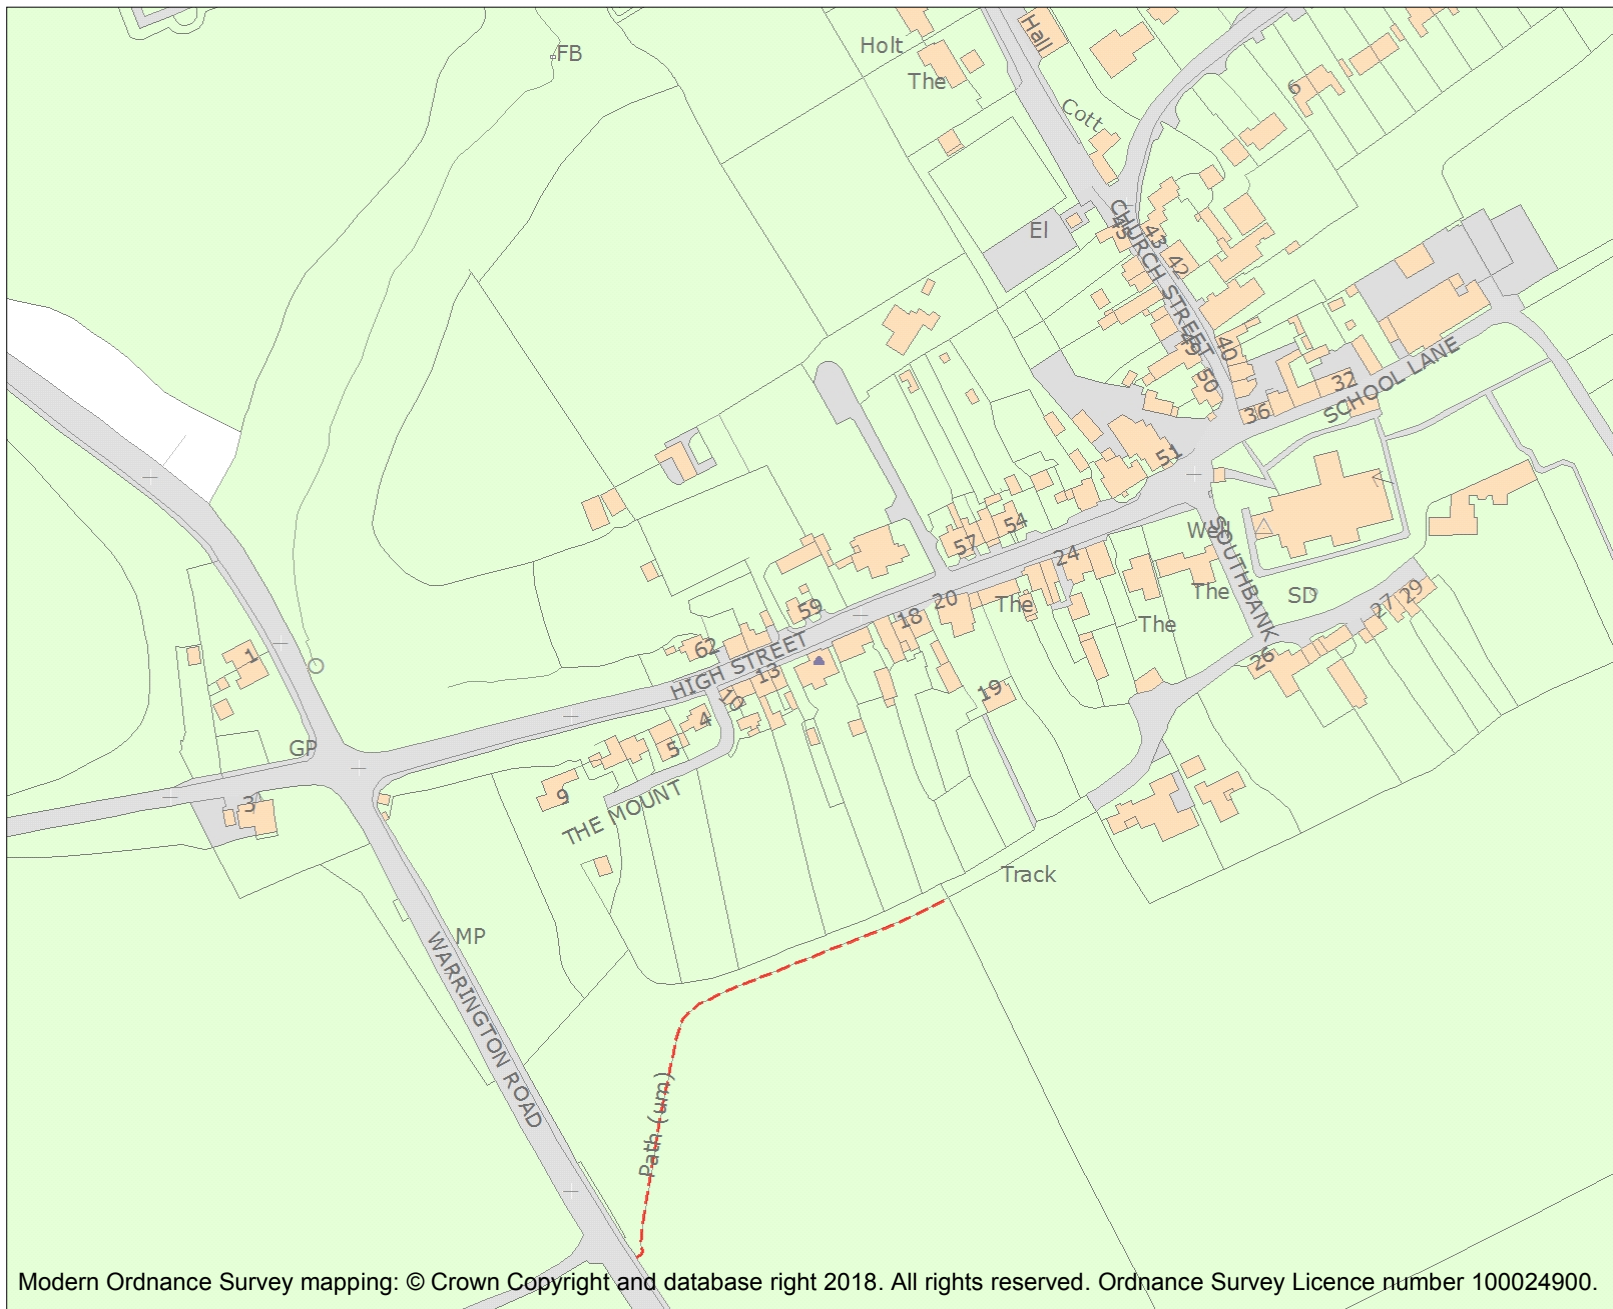 FB
Holt
The
Hall
Cott
6
El
CHURCH STREET
45
43
42
49
40
50
36
32
SCHOOL LANE
51
54
57
24
Well
SOUTHBANK
The
The
The
SD
27
29
26
59
20
18
62
HIGH STREET
13
10
19
4
5
9
THE MOUNT
1
GP
3
Track
MP
WARRINGTON ROAD
Path (um)
Modern Ordnance Survey mapping: © Crown Copyright and database right 2018. All rights reserved. Ordnance Survey Licence number 100024900.